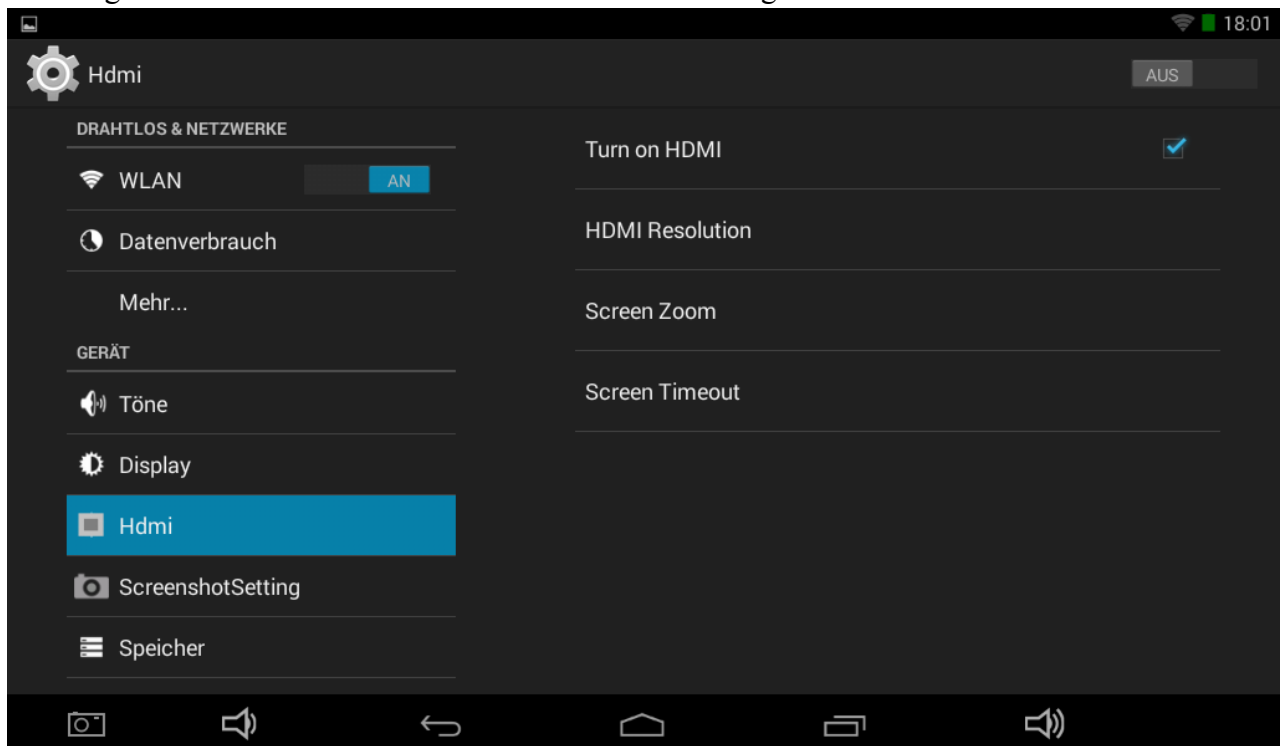 18:01
Hdmi
AUS
DRAHTLOS & NETZWERKE
WLAN
AN
Datenverbrauch
Mehr...
GERÄT
Töne
Display
Hdmi
ScreenshotSetting
Speicher
Turn on HDMI
HDMI Resolution
Screen Zoom
Screen Timeout